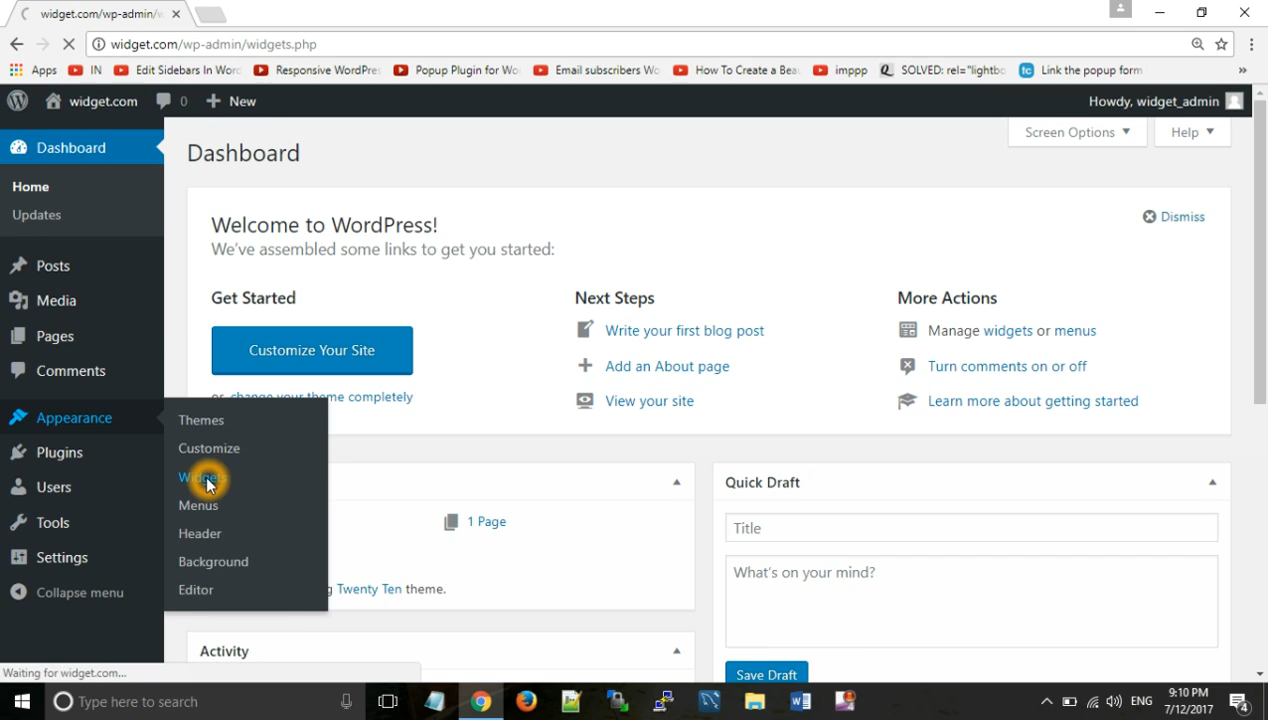 widget.com/wp-admin/w
widget.com/wp-admin/widgets.php
Apps IN Edit Sidebars In Word Responsive WordPres Popup Plugin for Wo Email subscribers Wo How To Create a Bea imppp SOLVED: rel="lightbo Link the popup form »
widget.com 0 New Howdy, widget_admin
Dashboard
Home
Updates
Posts
Media
Pages
Comments
Appearance
Plugins
Users
Tools
Settings
Collapse menu
Themes
Customize
Widgets
Menus
Header
Background
Editor
Screen Options Help
Dashboard
Welcome to WordPress! Dismiss
We've assembled some links to get you started:
Get Started
Customize Your Site
or, change your theme completely
Next Steps
Write your first blog post
Add an About page
View your site
More Actions
Manage widgets or menus
Turn comments on or off
Learn more about getting started
1 Page
g Twenty Ten theme.
Activity
Quick Draft
Title
What's on your mind?
Save Draft
Waiting for widget.com...
Type here to search
ENG
9:10 PM
7/12/2017
4